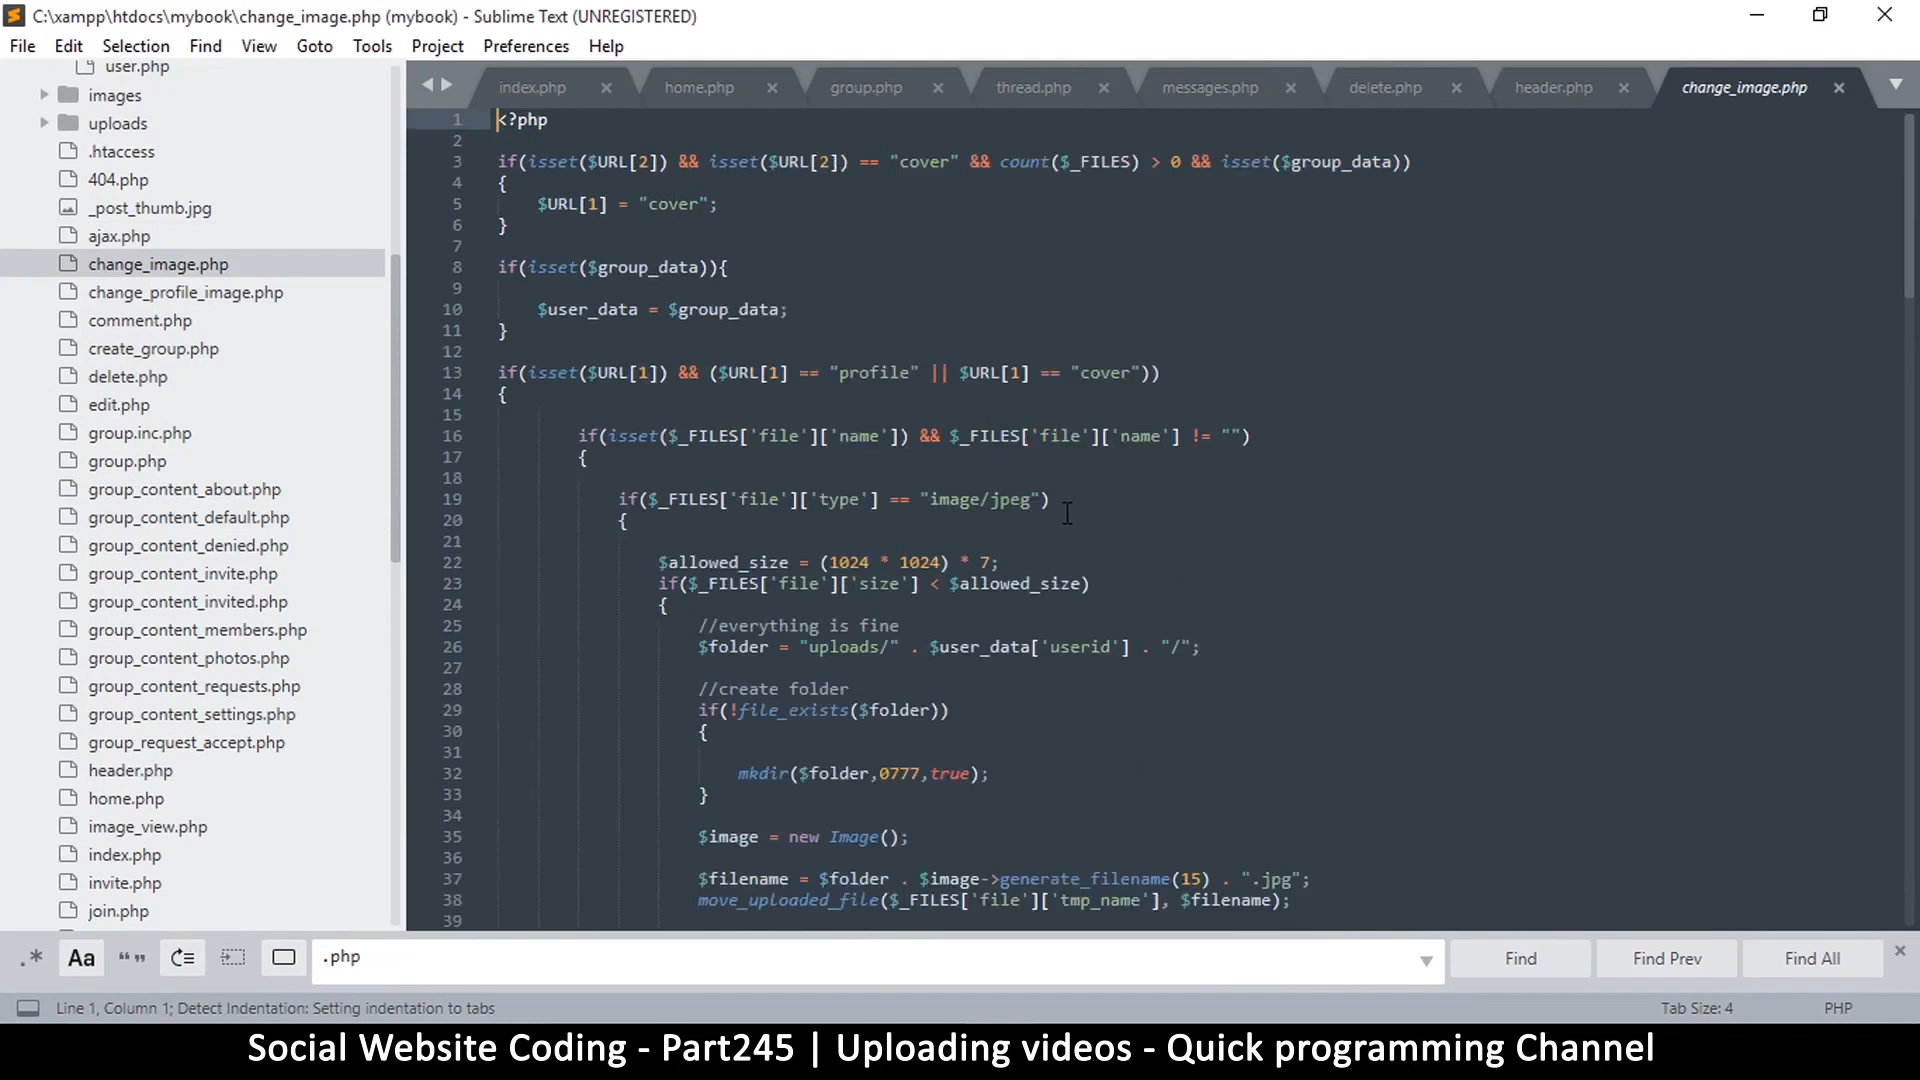 C:\xampp\htdocs\mybook\change_image.php (mybook) - Sublime Text (UNREGISTERED)
File Edit Selection Find View Goto Tools Project Preferences Help
user.php
images
uploads
.htaccess
404.php
_post_thumb.jpg
ajax.php
change_image.php
change_profile_image.php
comment.php
create_group.php
delete.php
edit.php
group.inc.php
group.php
group_content_about.php
group_content_default.php
group_content_denied.php
group_content_invite.php
group_content_invited.php
group_content_members.php
group_content_photos.php
group_content_requests.php
group_content_settings.php
group_request_accept.php
header.php
home.php
image_view.php
index.php
invite.php
join.php
index.php home.php group.php thread.php messages.php delete.php header.php change_image.php
1 <?php
2
3 if(isset($URL[2]) && isset($URL[2]) == "cover" && count($_FILES) > 0 && isset($group_data))
4 {
5 $URL[1] = "cover";
6 }
7
8 if(isset($group_data)){
9
10 $user_data = $group_data;
11 }
12
13 if(isset($URL[1]) && ($URL[1] == "profile" || $URL[1] == "cover"))
14 {
15
16 if(isset($_FILES['file']['name']) && $_FILES['file']['name'] != "")
17 {
18
19 if($_FILES['file']['type'] == "image/jpeg")
20 {
21
22 $allowed_size = (1024 * 1024) * 7;
23 if($_FILES['file']['size'] < $allowed_size)
24 {
25 //everything is fine
26 $folder = "uploads/" . $user_data['userid'] . "/";
27
28 //create folder
29 if(!file_exists($folder))
30 {
31
32 mkdir($folder,0777,true);
33 }
34
35 $image = new Image();
36
37 $filename = $folder . $image->generate_filename(15) . ".jpg";
38 move_uploaded_file($_FILES['file']['tmp_name'], $filename);
39
.* Aa “ ” .php Find Find Prev Find All
Line 1, Column 1; Detect Indentation: Setting indentation to tabs Tab Size: 4 PHP
Social Website Coding - Part245 | Uploading videos - Quick programming Channel